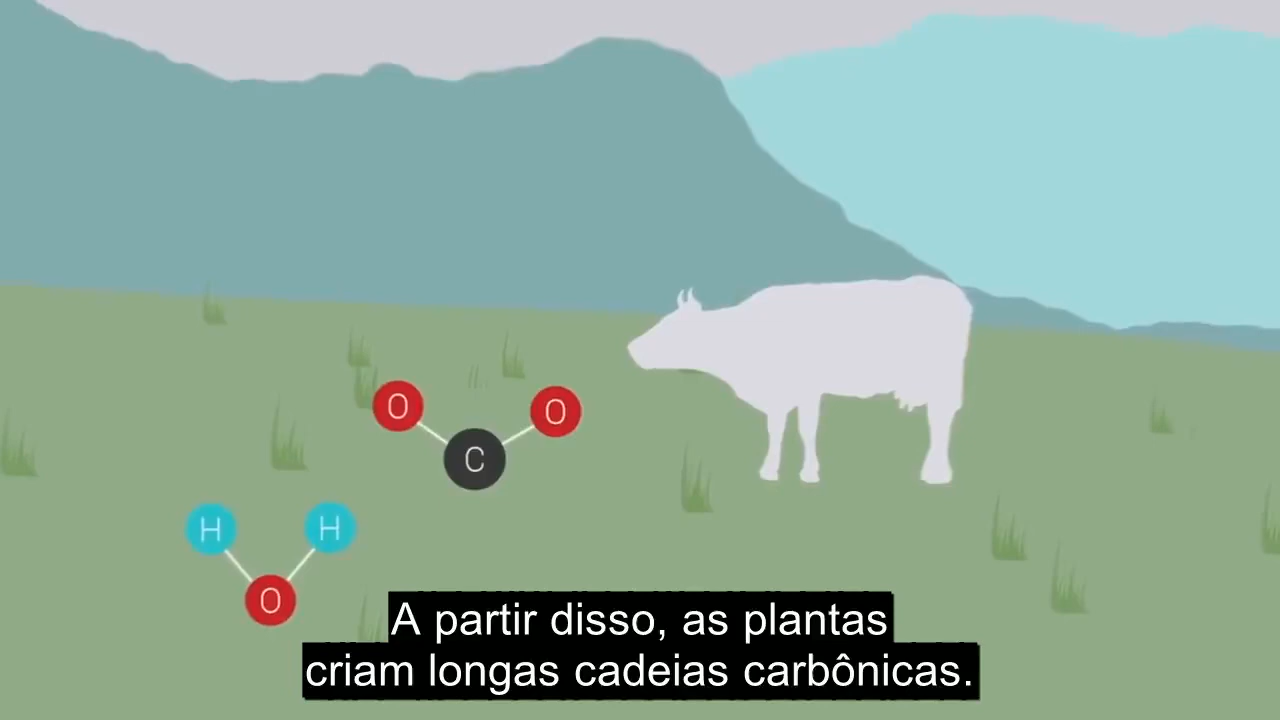 O O
C
H H
O
A partir disso, as plantas
criam longas cadeias carbônicas.